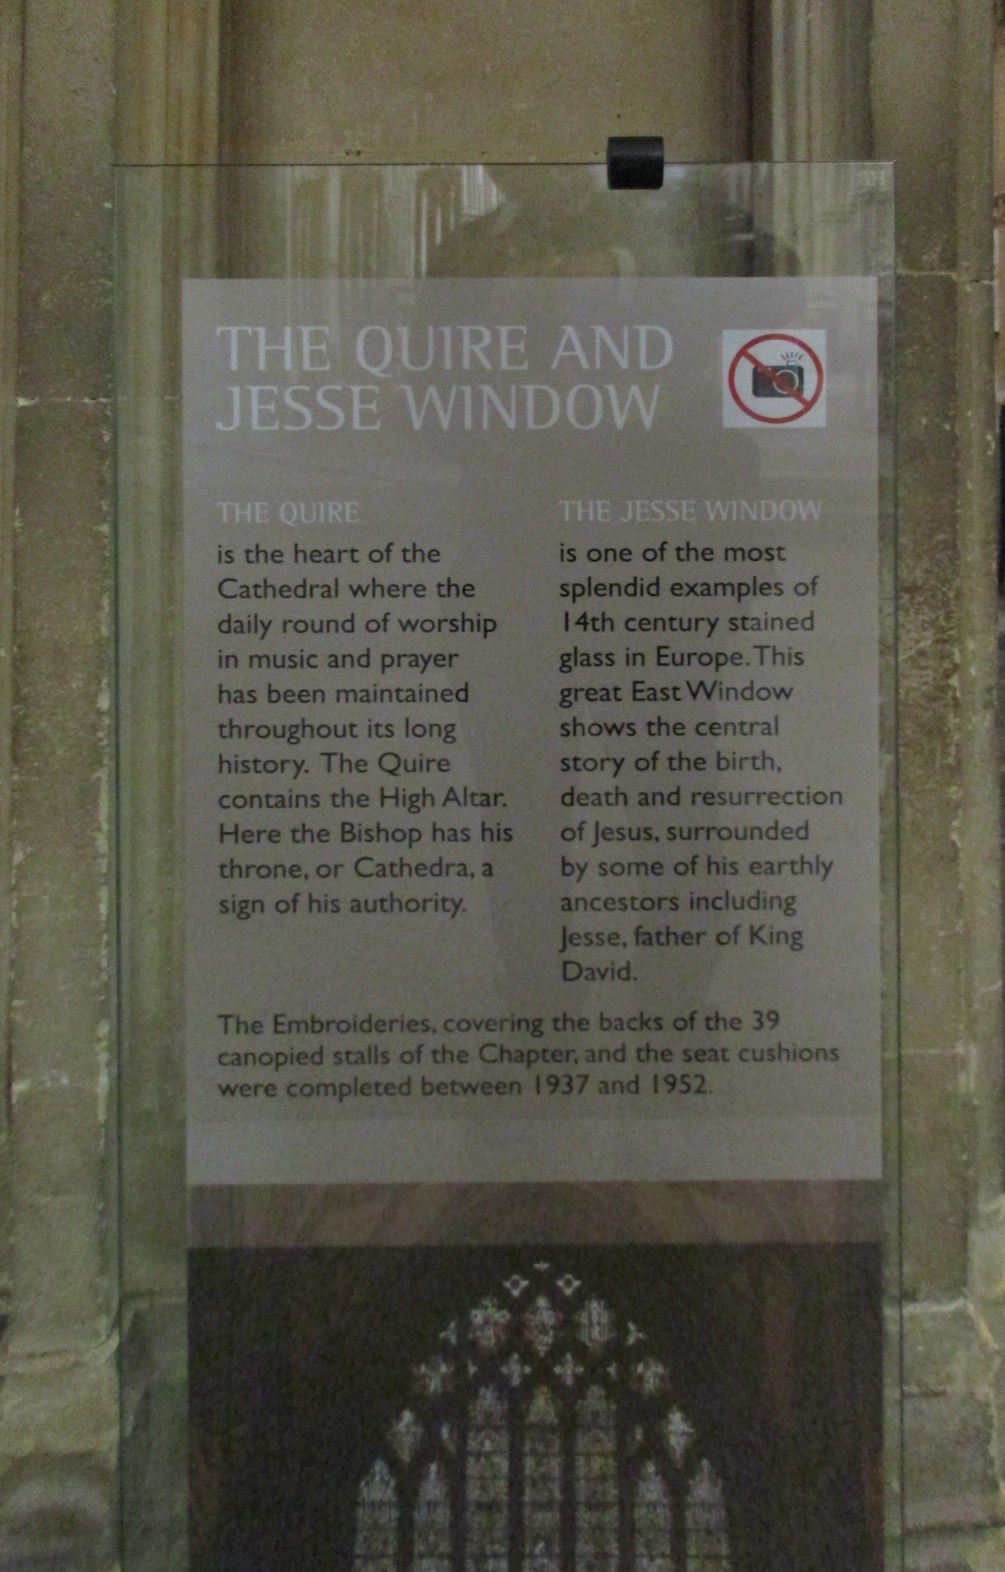 THE QUIRE AND
JESSE WINDOW
THE QUIRE
is the heart of the
Cathedral where the
daily round of worship
in music and prayer
has been maintained
throughout its long
history. The Quire
contains the High Altar.
Here the Bishop has his
throne, or Cathedra, a
sign of his authority.
THE JESSE WINDOW
is one of the most
splendid examples of
14th century stained
glass in Europe. This
great East Window
shows the central
story of the birth,
death and resurrection
of Jesus, surrounded
by some of his earthly
ancestors including
Jesse, father of King
David.
The Embroideries, covering the backs of the 39
canopied stalls of the Chapter, and the seat cushions
were completed between 1937 and 1952.